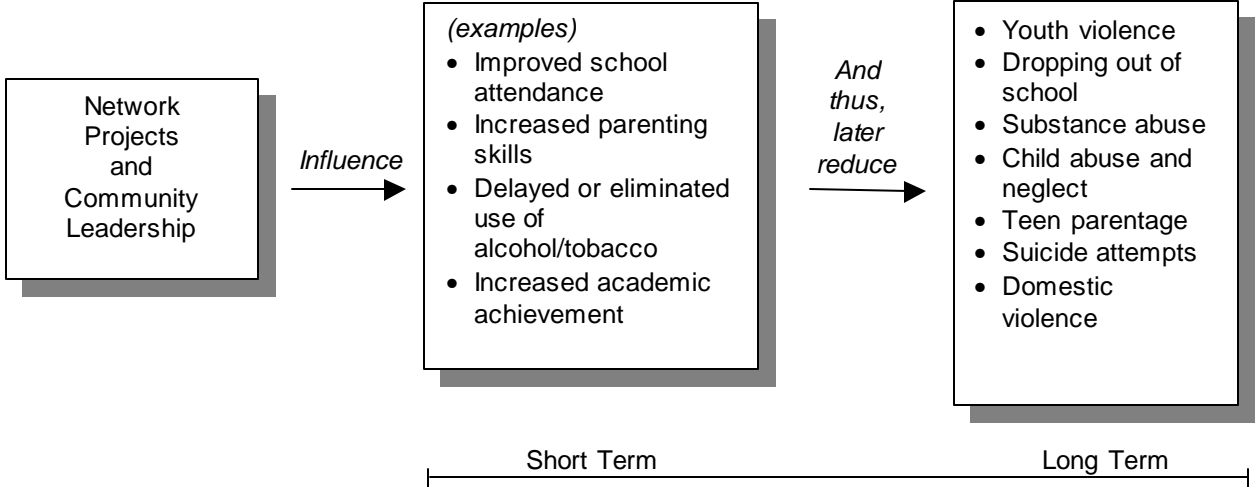 Network
Projects
and
Community
Leadership
Influence
(examples)
• Improved school
attendance
• Increased parenting
skills
• Delayed or eliminated
use of
alcohol/tobacco
• Increased academic
achievement
And
thus,
later
reduce
• Youth violence
• Dropping out of
school
• Substance abuse
• Child abuse and
neglect
• Teen parentage
• Suicide attempts
• Domestic
violence
Short Term
Long Term